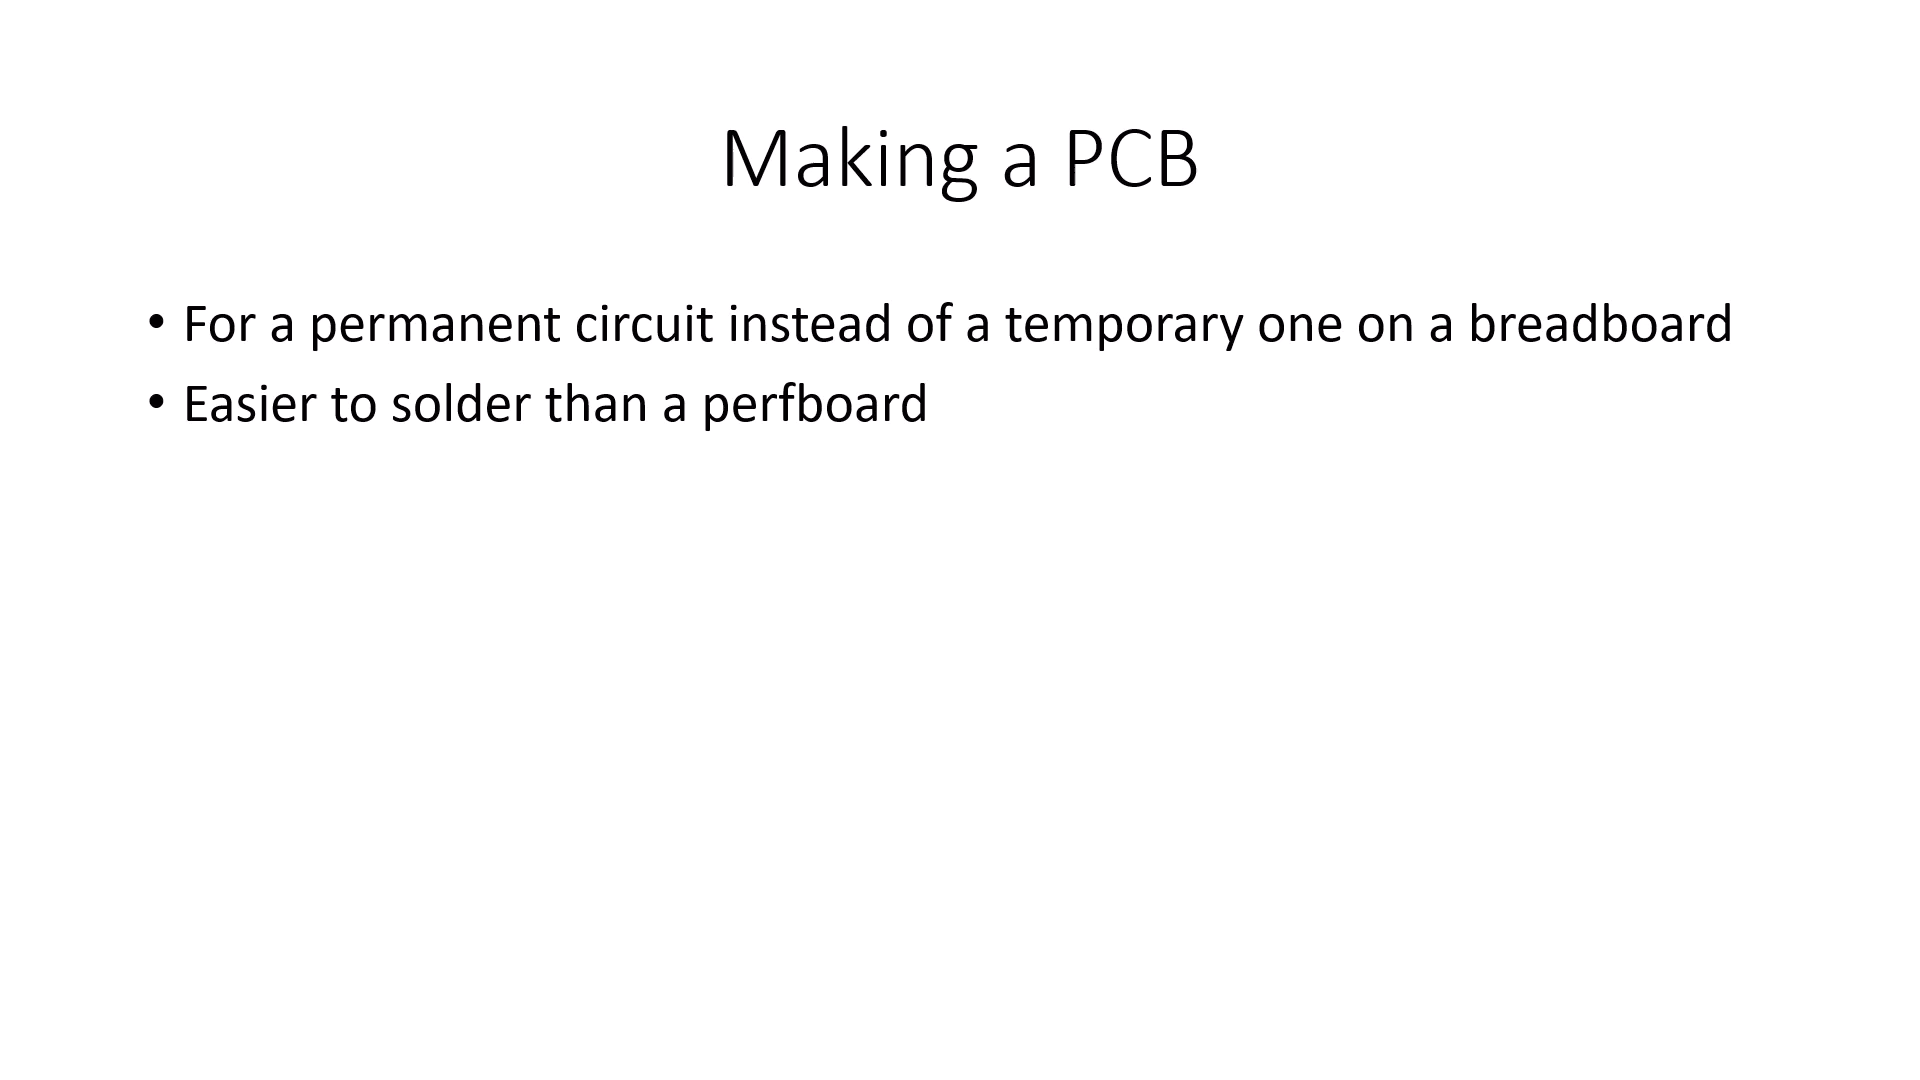 Making a PCB
• For a permanent circuit instead of a temporary one on a breadboard
• Easier to solder than a perfboard